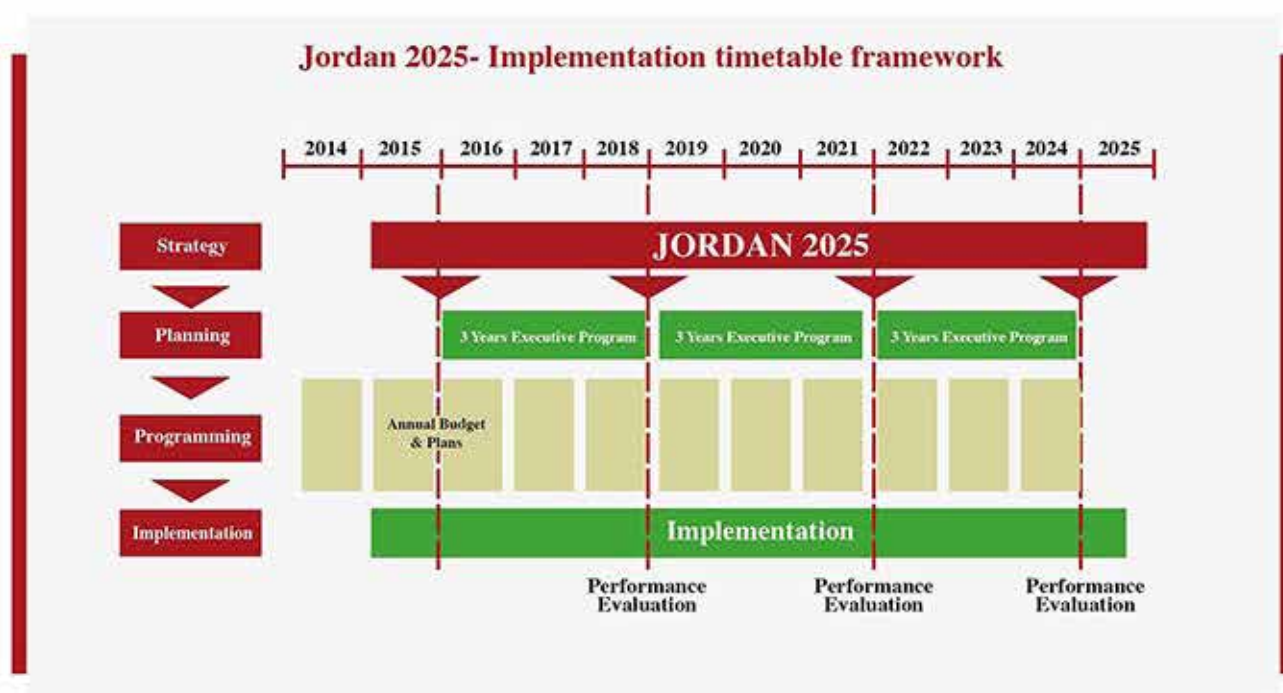 Jordan 2025- Implementation timetable framework
2014 2015 2016 2017 2018 2019 2020 2021 2022 2023 2024 2025
Strategy
JORDAN 2025
Planning
3 Years Executive Program
3 Years Executive Program
3 Years Executive Program
Programming
Annual Budget
& Plans
Implementation
Implementation
Performance
Evaluation
Performance
Evaluation
Performance
Evaluation